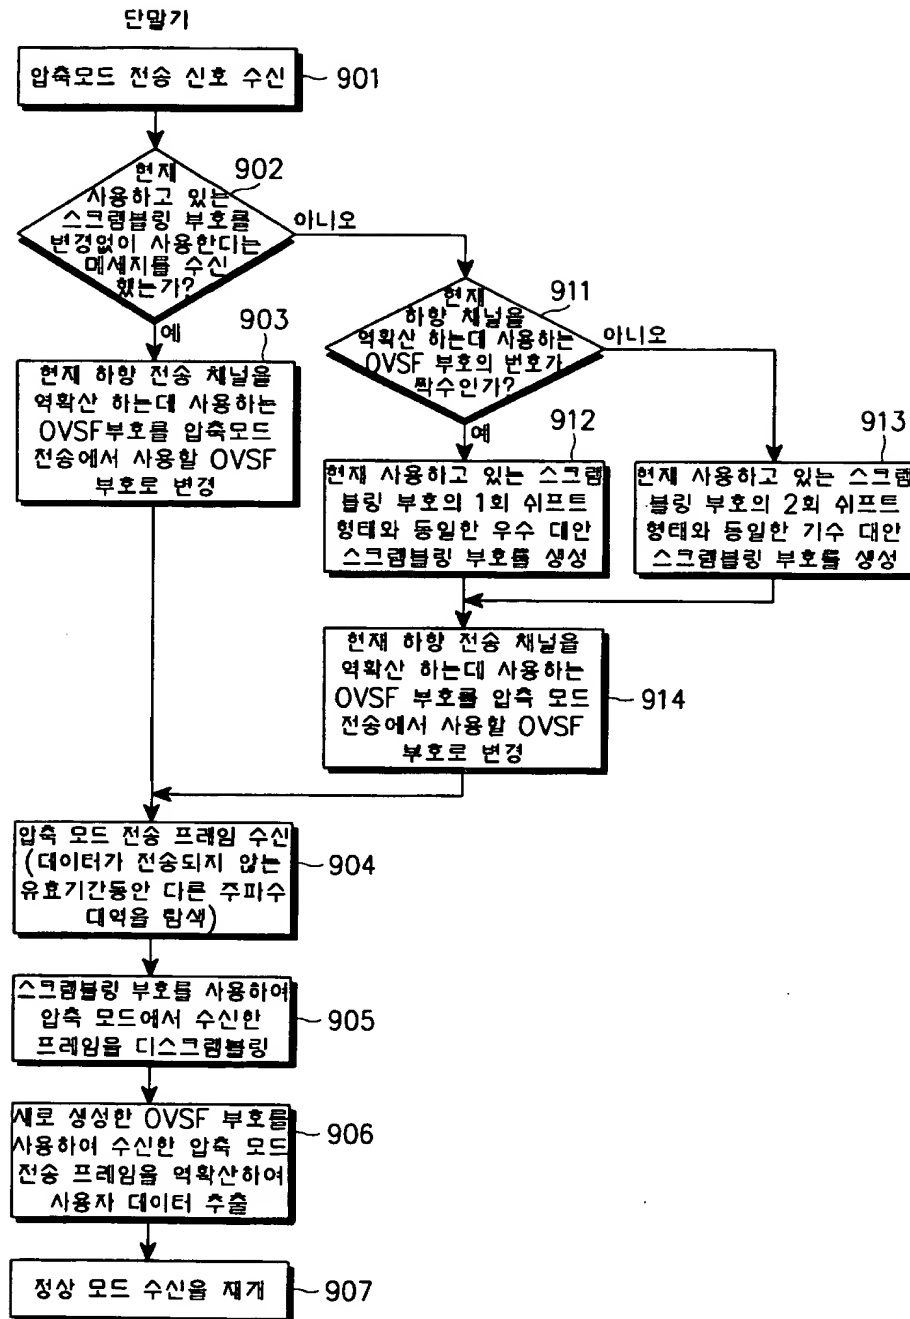 단말기
압축모드 전송 신호 수신
901
현재
사용하고 있는
스크램블링 부호를
변경없이 사용한다는
메세지를 수신
했는가?
902
아니오
예
903
현재 하향 전송 채널을
역확산 하는데 사용하는
OVSF부호를 압축모드
전송에서 사용할 OVSF
부호로 변경
현재
하향 채널을
역확산 하는데 사용하는
OVSF 부호의 번호가
짝수인가?
911
아니오
예
912
현재 사용하고 있는 스크램
블링 부호의 1회 쉬프트
형태와 동일한 우수 대안
스크램블링 부호를 생성
913
현재 사용하고 있는 스크램
블링 부호의 2회 쉬프트
형태와 동일한 기수 대안
스크램블링 부호를 생성
현재 하향 전송 채널을
역확산 하는데 사용하는
OVSF 부호를 압축 모드
전송에서 사용할 OVSF
부호로 변경
914
압축 모드 전송 프레임 수신
(데이터가 전송되지 않는
유효기간동안 다른 주파수
대역을 탐색)
904
스크램블링 부호를 사용하여
압축 모드에서 수신한
프레임을 디스크램블링
905
새로 생성한 OVSF 부호를
사용하여 수신한 압축 모드
전송 프레임을 역확산하여
사용자 데이터 추출
906
정상 모드 수신을 재개
907